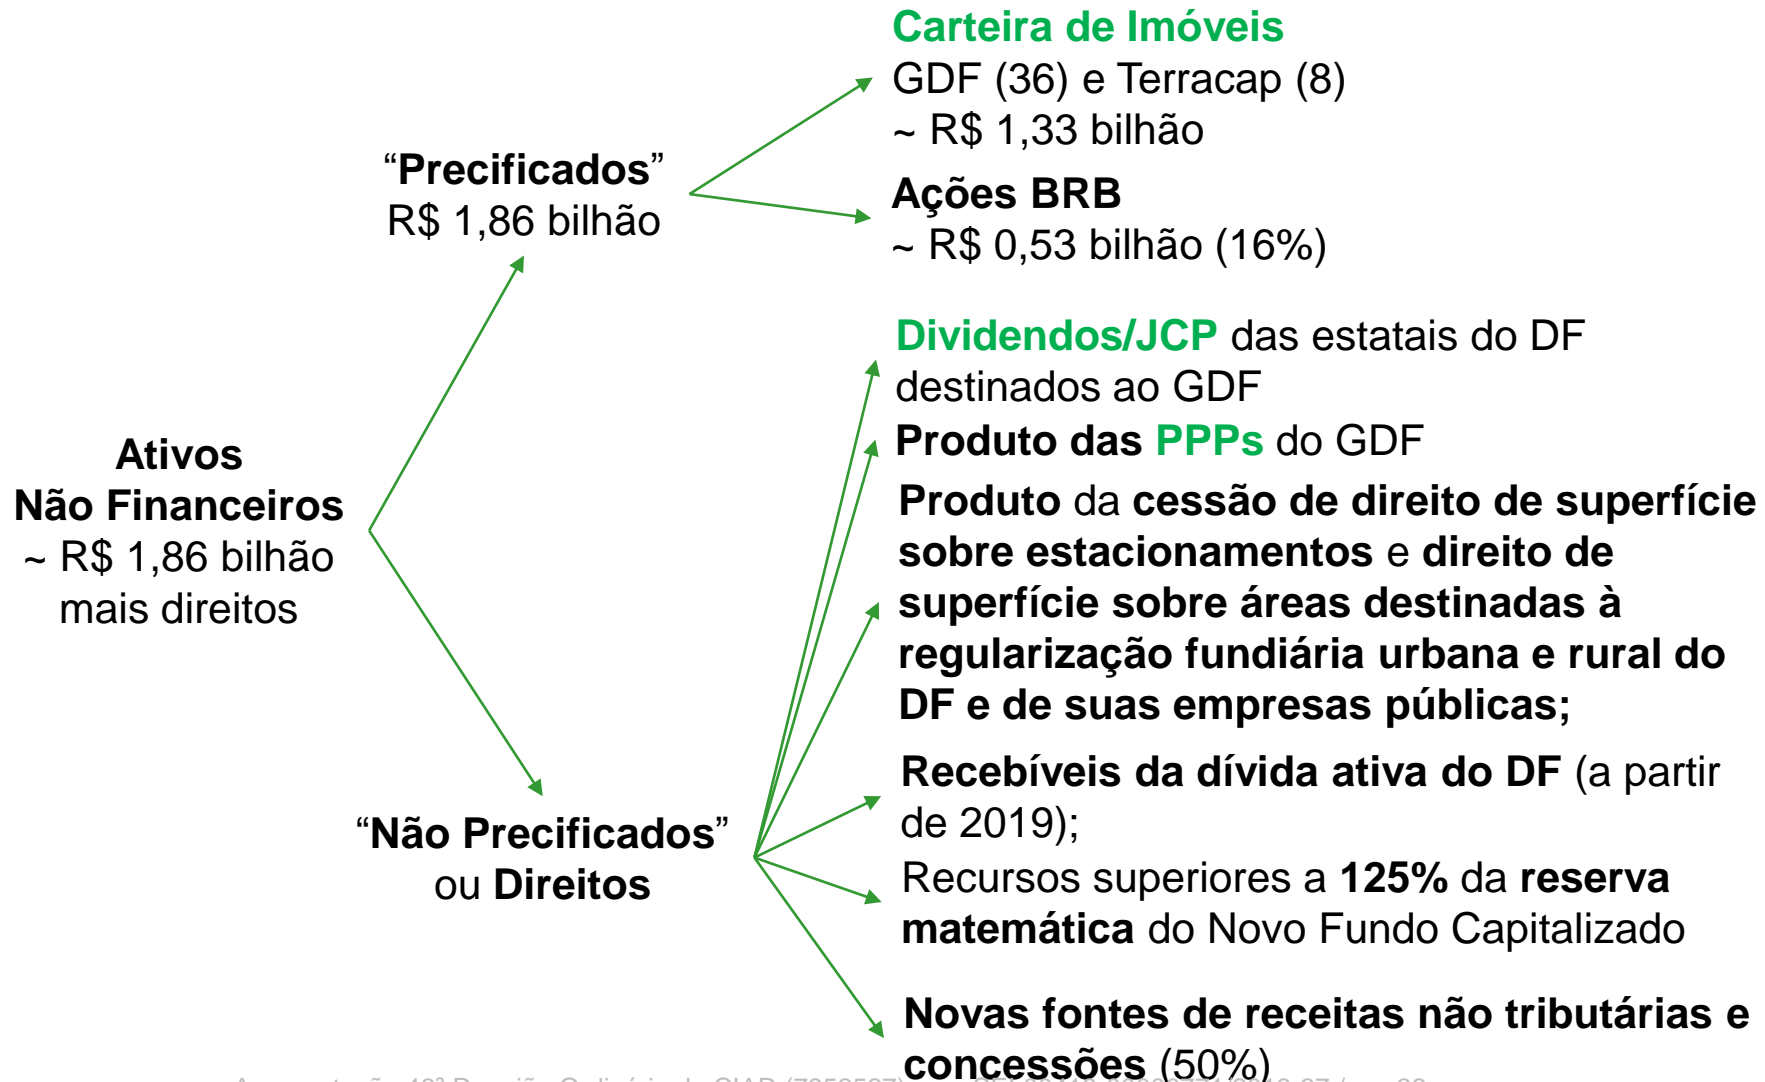 Carteira de Imóveis
GDF (36) e Terracap (8)
~ R$ 1,33 bilhão
“Precificados”
R$ 1,86 bilhão
Ações BRB
~ R$ 0,53 bilhão (16%)
Dividendos/JCP das estatais do DF
destinados ao GDF
Produto das PPPs do GDF
Ativos
Não Financeiros
~ R$ 1,86 bilhão
mais direitos
Produto da cessão de direito de superfície
sobre estacionamentos e direito de
superfície sobre áreas destinadas à
regularização fundiária urbana e rural do
DF e de suas empresas públicas;
“Não Precificados”
ou Direitos
Recebíveis da dívida ativa do DF (a partir
de 2019);
Recursos superiores a 125% da reserva
matemática do Novo Fundo Capitalizado
Novas fontes de receitas não tributárias e
concessões (50%)